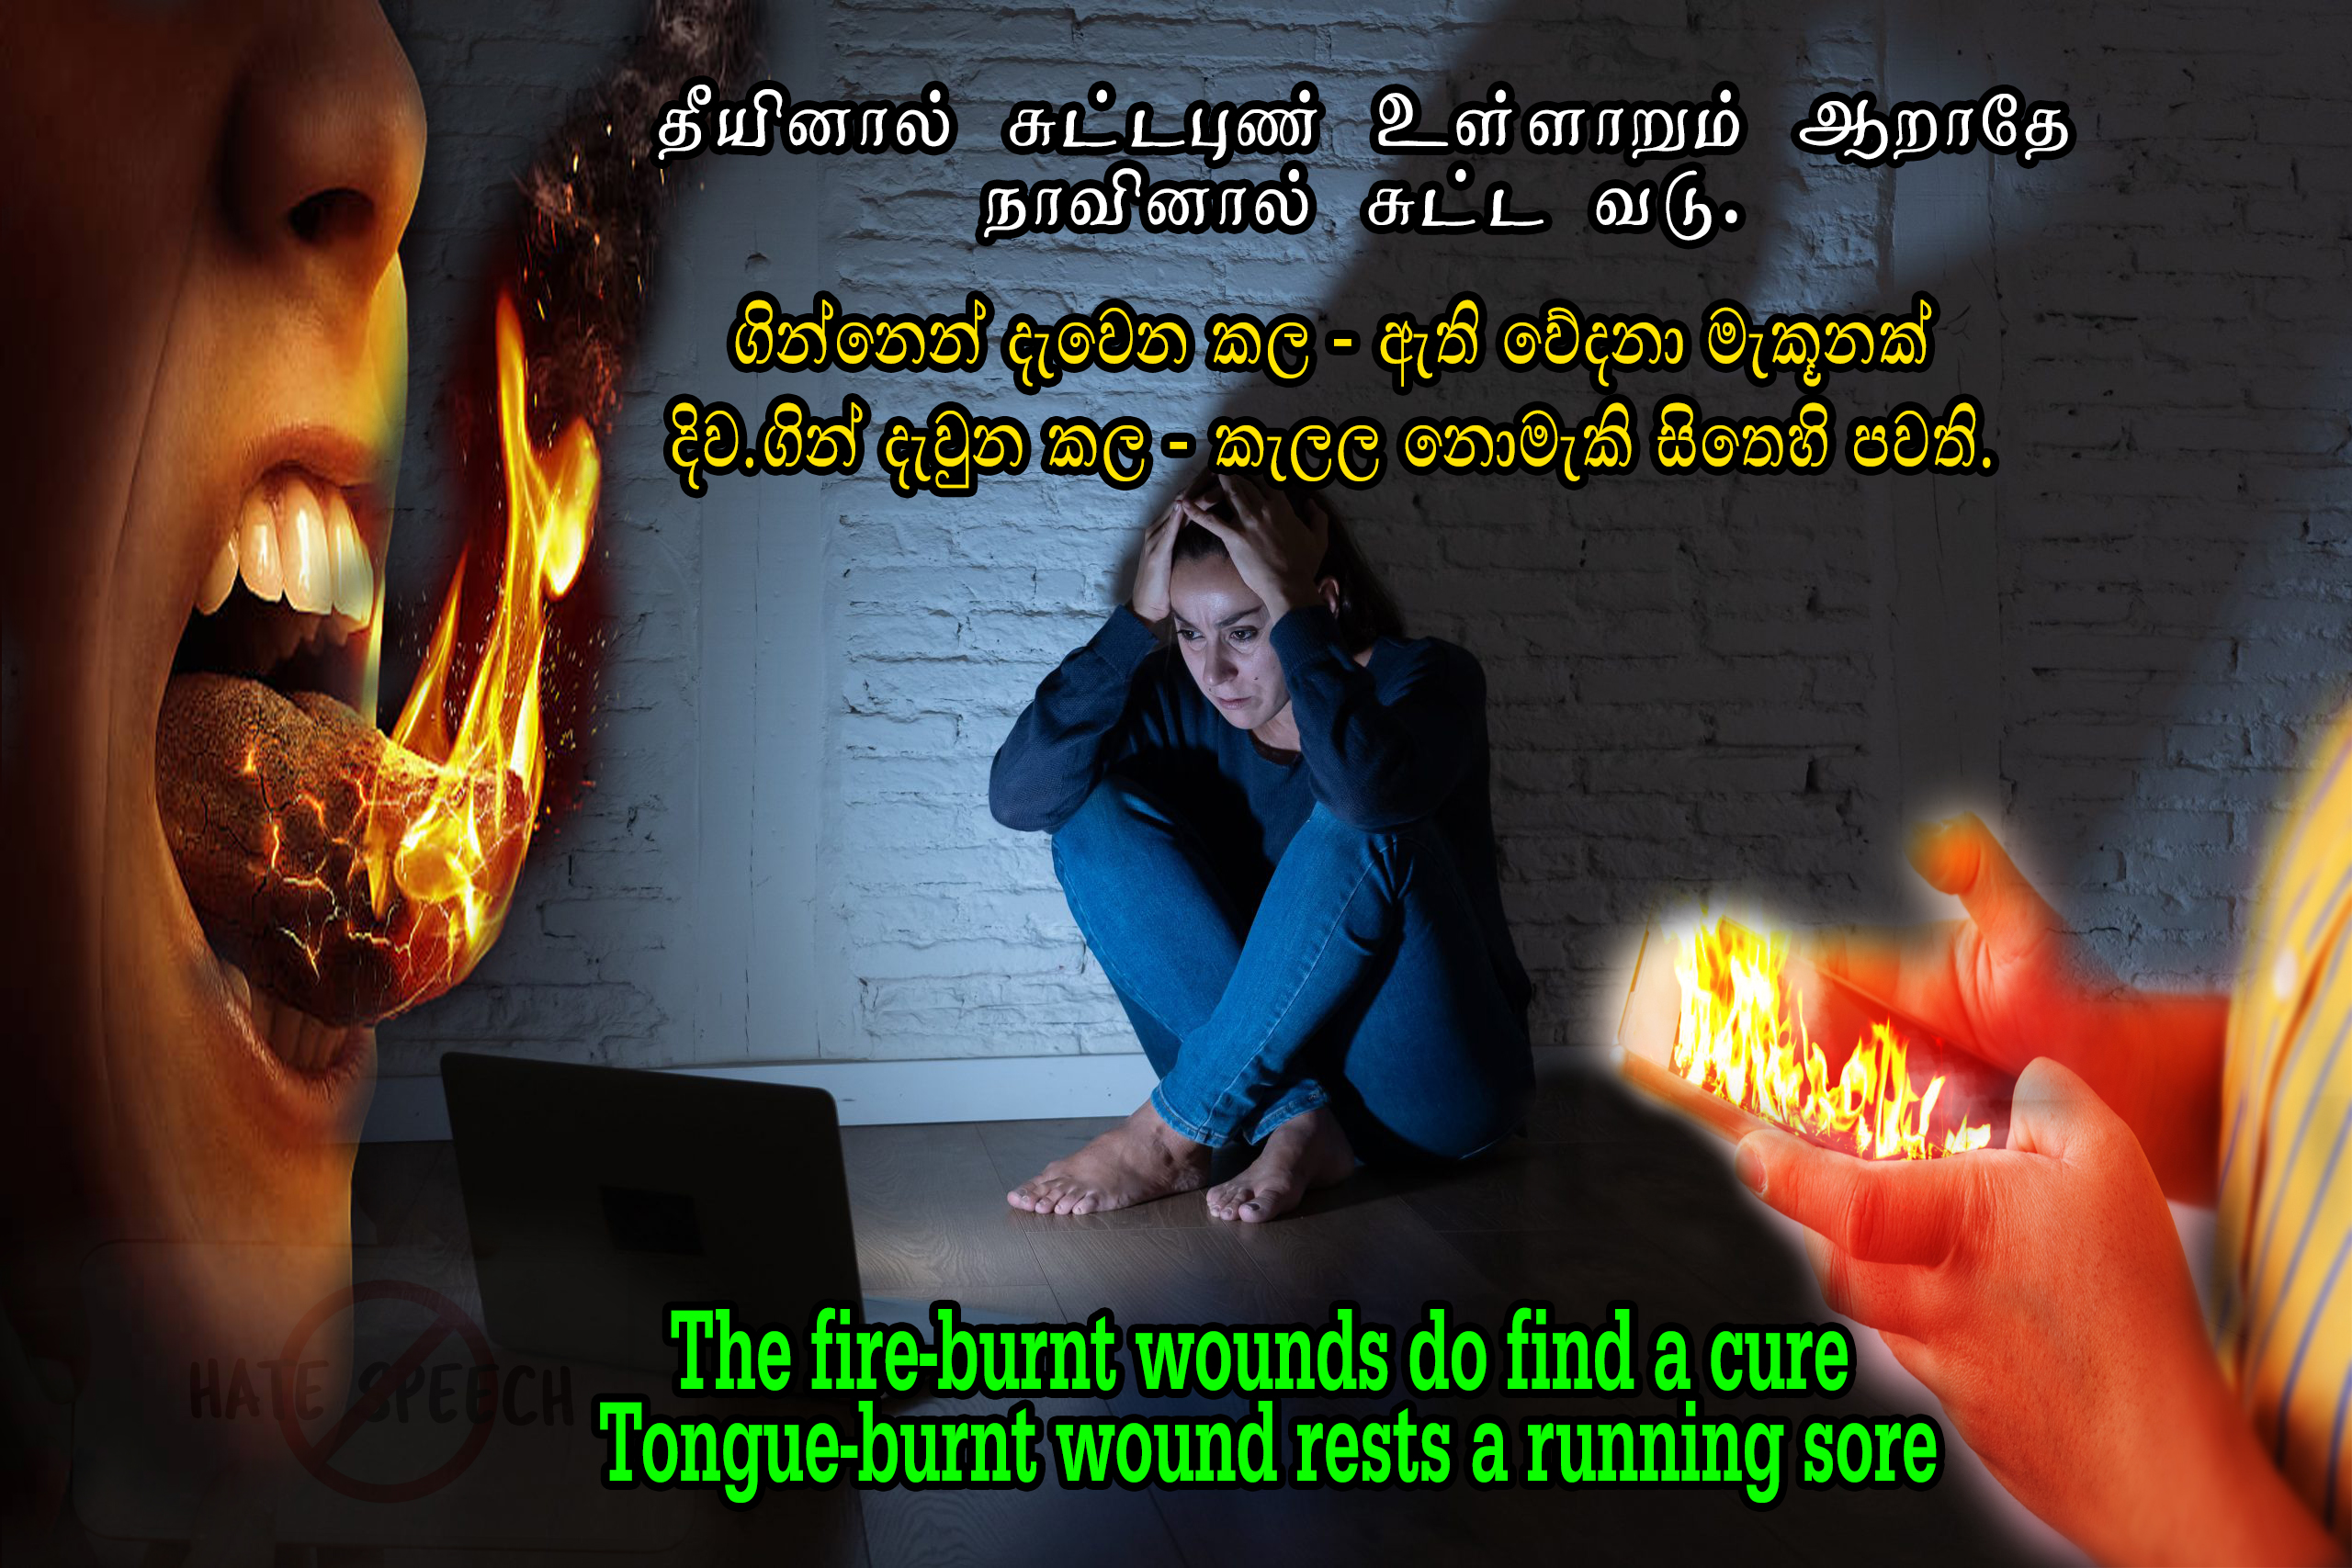 தீயினால் சுட்டபுண் உள்ளாறும் ஆறாதே
நாவினால் சுட்ட வடு.
ගින්නෙන් දැවෙන කල - ඇති වේදනා මැකූනක්
දිව.ගින් දැවුන කල - කැලල නොමැකි සිතෙහි පවති.
HATE SPEECH
The fire-burnt wounds do find a cure
Tongue-burnt wound rests a running sore